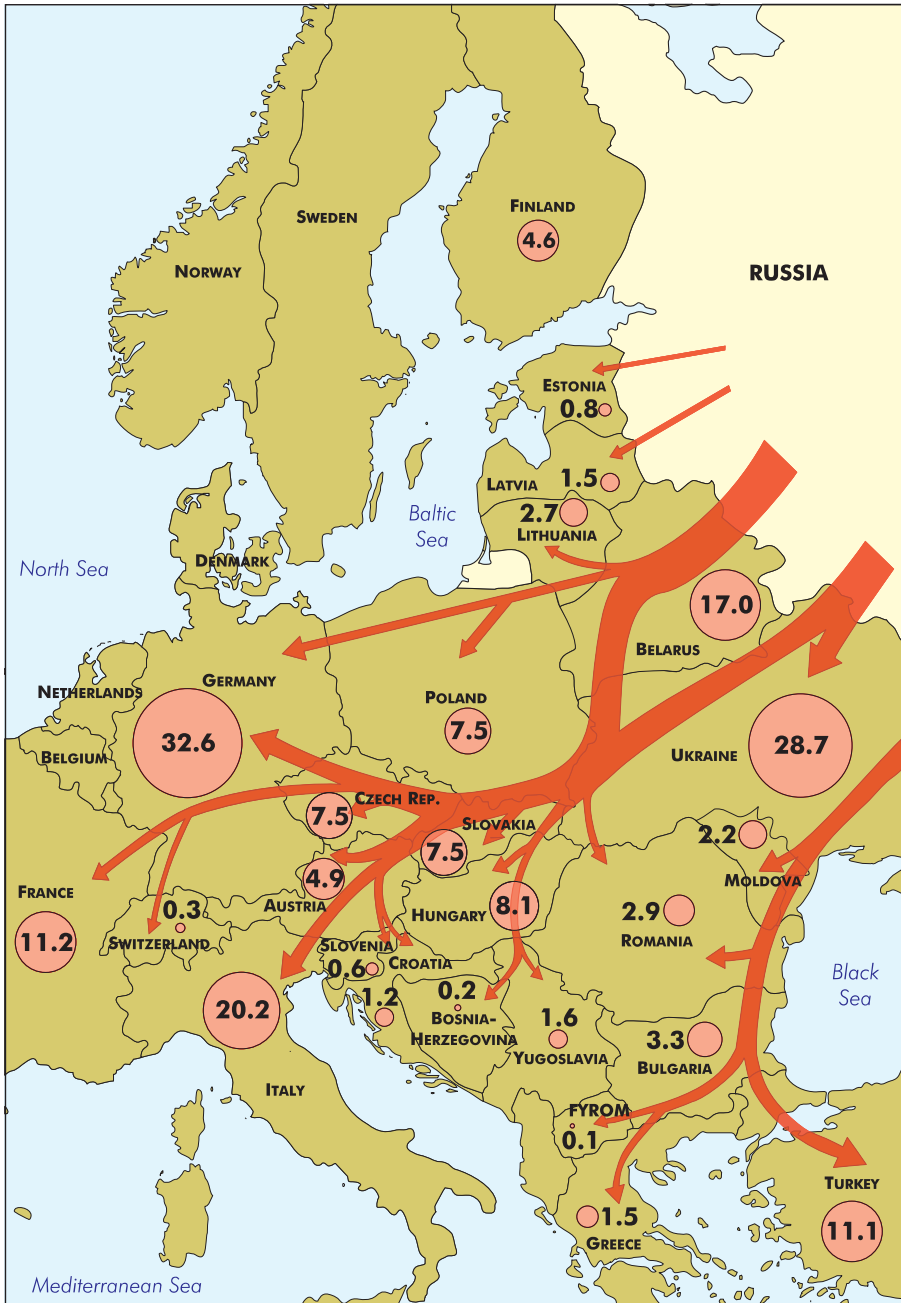 FINLAND
4.6
SWEDEN
NORWAY
RUSSIA
ESTONIA
0.8
LATVIA
1.5
2.7
LITHUANIA
Baltic
Sea
DENMARK
North Sea
17.0
BELARUS
NETHERLANDS
GERMANY
POLAND
7.5
32.6
BELGIUM
UKRAINE
28.7
CZECH REP.
7.5
SLOVAKIA
7.5
2.2
MOLDOVA
4.9
AUSTRIA
FRANCE
11.2
0.3
SWITZERLAND
HUNGARY
8.1
2.9
ROMANIA
SLOVENIA
0.6
CROATIA
1.2
Black
Sea
20.2
0.2
BOSNIA-
HERZEGOVINA
1.6
YUGOSLAVIA
3.3
BULGARIA
ITALY
FYROM
0.1
TURKEY
11.1
1.5
GREECE
Mediterranean Sea